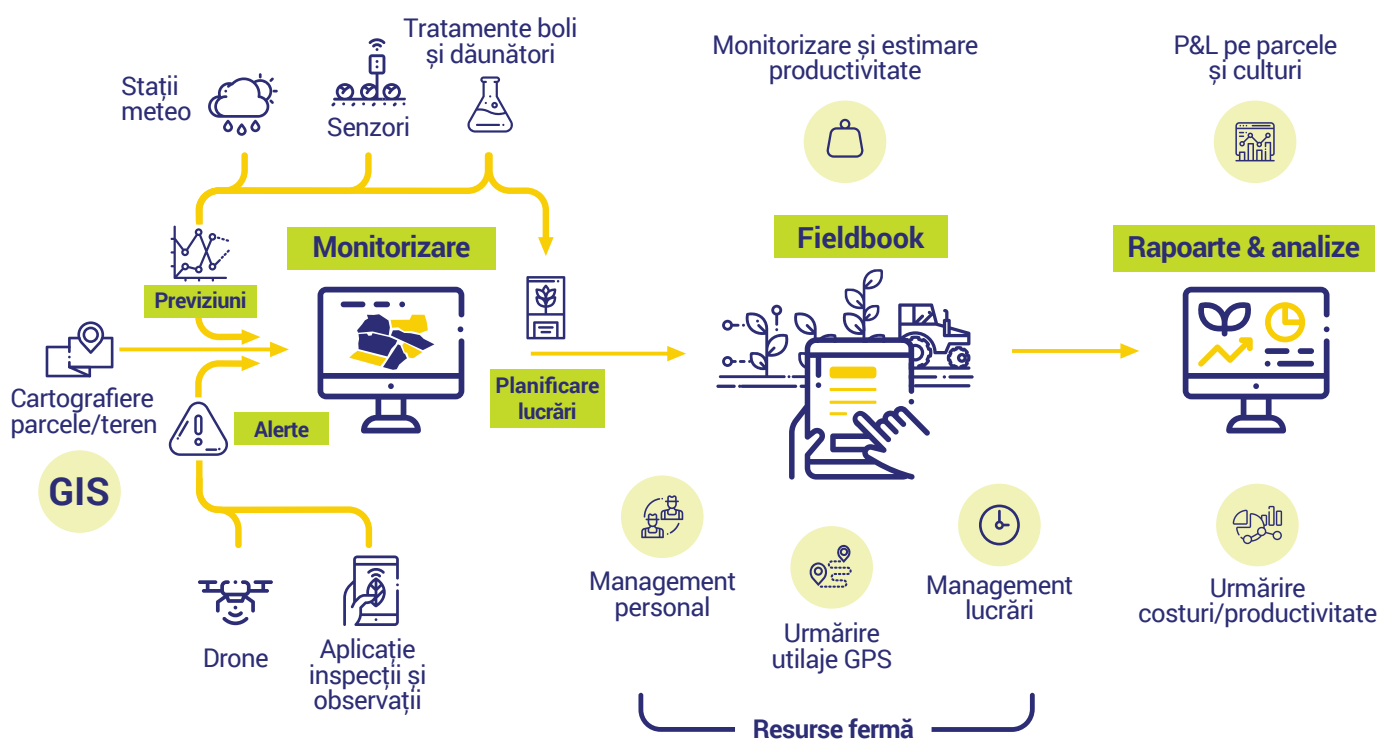 Stații
meteo
Senzori
Tratamente boli
și dăunători
Monitorizare și estimare
productivitate
P&L pe parcele
și culturi
Monitorizare
Previziuni
Cartografiere
parcele/teren
GIS
Alerte
Planificare
lucrări
Fieldbook
Rapoarte & analize
Drone
Aplicație
inspecții și
observații
Management
personal
Urmărire
utilaje GPS
Management
lucrări
Resurse fermă
Urmărire
costuri/productivitate